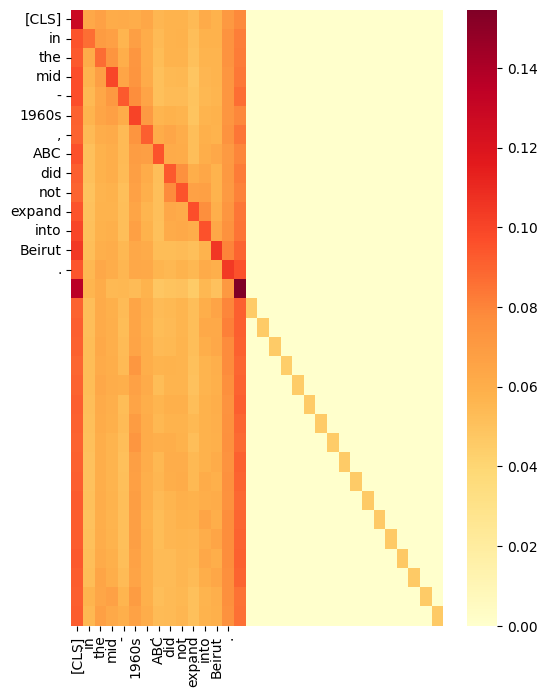 [CLS]
in
the
mid
-
1960s
,
ABC
did
not
expand
into
Beirut
.
0.14
0.12
0.10
0.08
0.06
0.04
0.02
0.00
[CLS]
in
the
mid
-
1960s
,
ABC
did
not
expand
into
Beirut
.